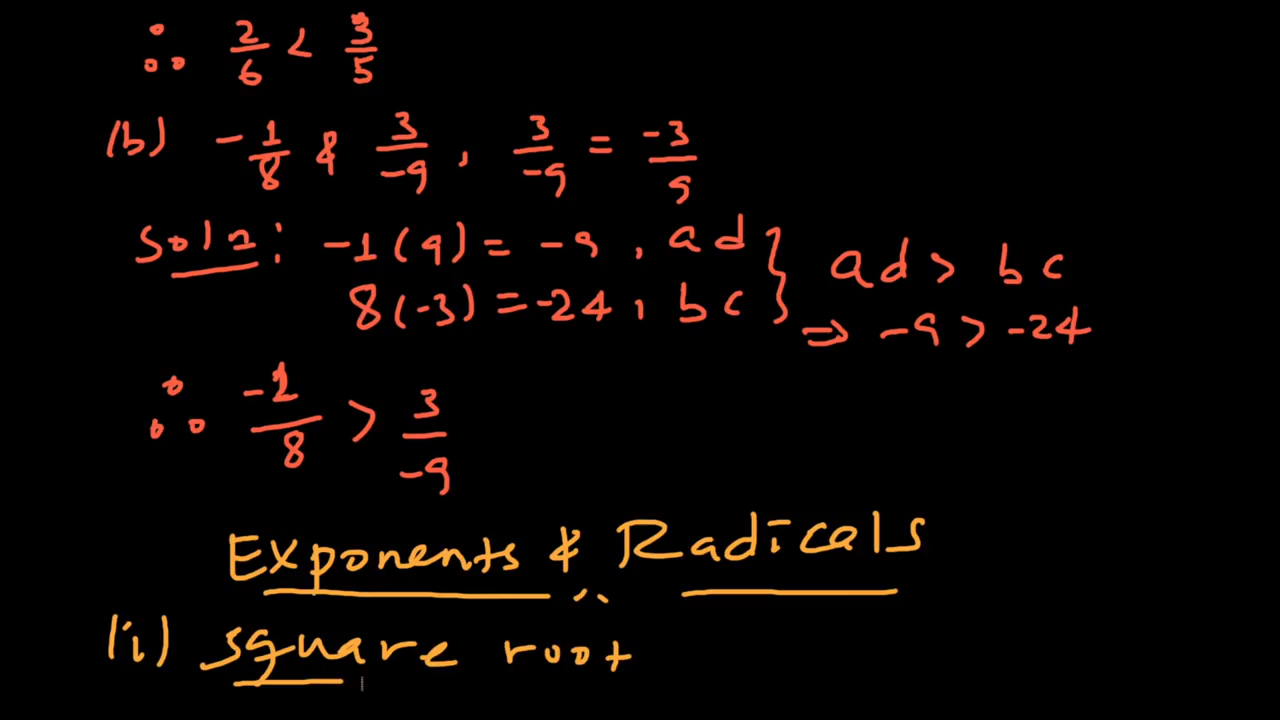 ∴ 2/6 < 3/5
(b) -1/8 & 3/-9, 3/-9 = -3/9
Soln: -1(9) = -9, ad } ad > bc
8(-3) = -24, bc ⇒ -9 > -24
∴ -1/8 > 3/-9
Exponents & Radicals
(i) square root